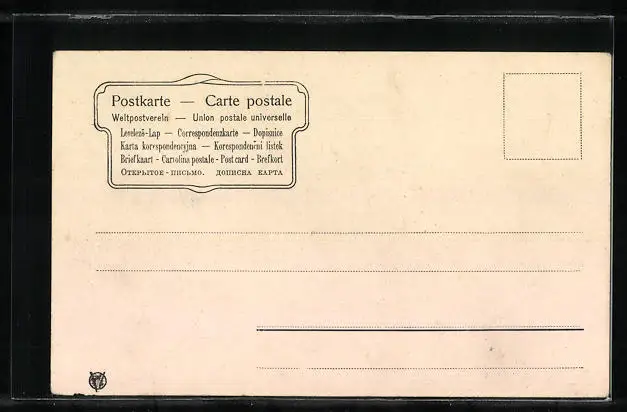 Postkarte — Carte postale
Weltpostverein — Union postale universelle
Levelező-Lap — Correspondenzkarte — Dopisnice
Karta korespondencyjna — Korespondenční lístek
Briefkaart - Cartolina postale - Post card - Brefkort
Открытое - письмо. дописна карта